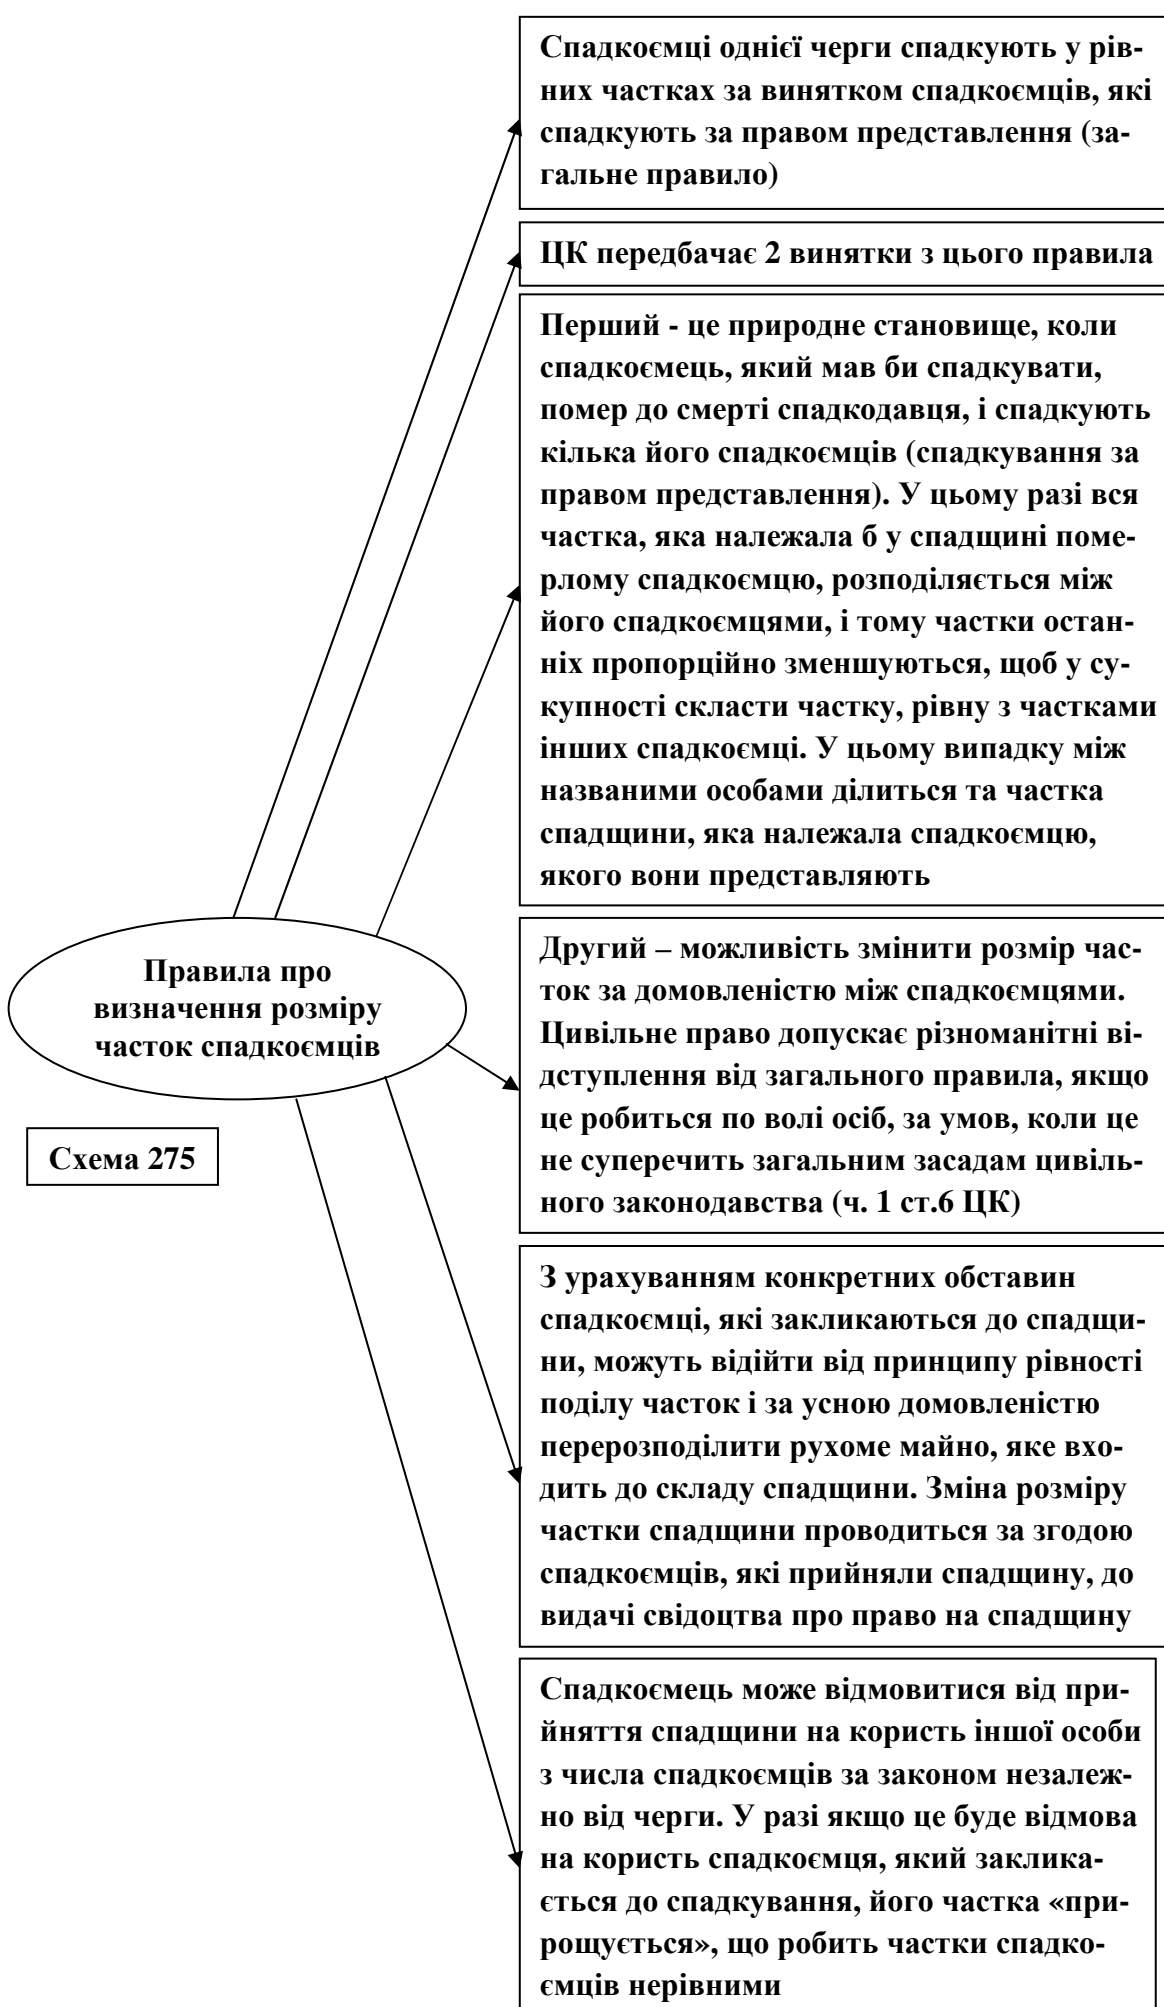 Спадкоємці однієї черги спадкують у рів-
них частках за винятком спадкоємців, які
спадкують за правом представлення (за-
гальне правило)
ЦК передбачає 2 винятки з цього правила
Перший - це природне становище, коли
спадкоємець, який мав би спадкувати,
помер до смерті спадкодавця, і спадкують
кілька його спадкоємців (спадкування за
правом представлення). У цьому разі вся
частка, яка належала б у спадщині поме-
рлому спадкоємцю, розподіляється між
його спадкоємцями, і тому частки остан-
ніх пропорційно зменшуються, щоб у су-
купності скласти частку, рівну з частками
інших спадкоємці. У цьому випадку між
названими особами ділиться та частка
спадщини, яка належала спадкоємцю,
якого вони представляють
Правила про
визначення розміру
часток спадкоємців
Схема 275
Другий – можливість змінити розмір час-
ток за домовленістю між спадкоємцями.
Цивільне право допускає різноманітні ві-
дступлення від загального правила, якщо
це робиться по волі осіб, за умов, коли це
не суперечить загальним засадам цивіль-
ного законодавства (ч. 1 ст.6 ЦК)
З урахуванням конкретних обставин
спадкоємці, які закликаються до спадщи-
ни, можуть відійти від принципу рівності
поділу часток і за усною домовленістю
перерозподілити рухоме майно, яке вхо-
дить до складу спадщини. Зміна розміру
частки спадщини проводиться за згодою
спадкоємців, які прийняли спадщину, до
видачі свідоцтва про право на спадщину
Спадкоємець може відмовитися від при-
йняття спадщини на користь іншої особи
з числа спадкоємців за законом незалеж-
но від черги. У разі якщо це буде відмова
на користь спадкоємця, який заклика-
ється до спадкування, його частка «при-
рощується», що робить частки спадко-
ємців нерівними